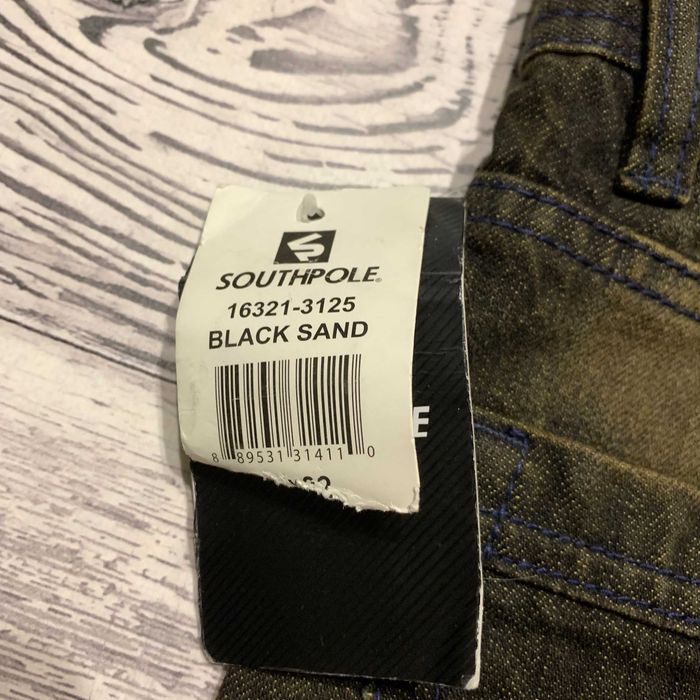 SOUTHPOLE
16321-3125
BLACK SAND
E
8 89531 31411 0